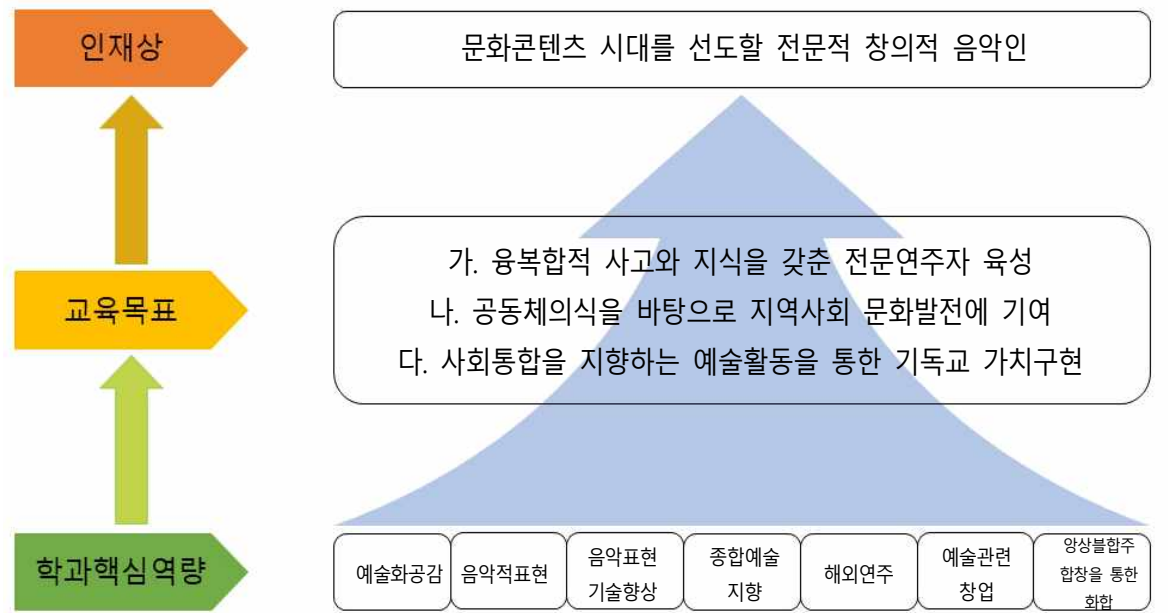 인재상
문화콘텐츠 시대를 선도할 전문적 창의적 음악인
교육목표
가. 융복합적 사고와 지식을 갖춘 전문연주자 육성
나. 공동체의식을 바탕으로 지역사회 문화발전에 기여
다. 사회통합을 지향하는 예술활동을 통한 기독교 가치구현
학과핵심역량
예술화공감
음악적표현
음악표현
기술향상
종합예술
지향
해외연주
예술관련
창업
앙상블합주
합창을 통한
화합